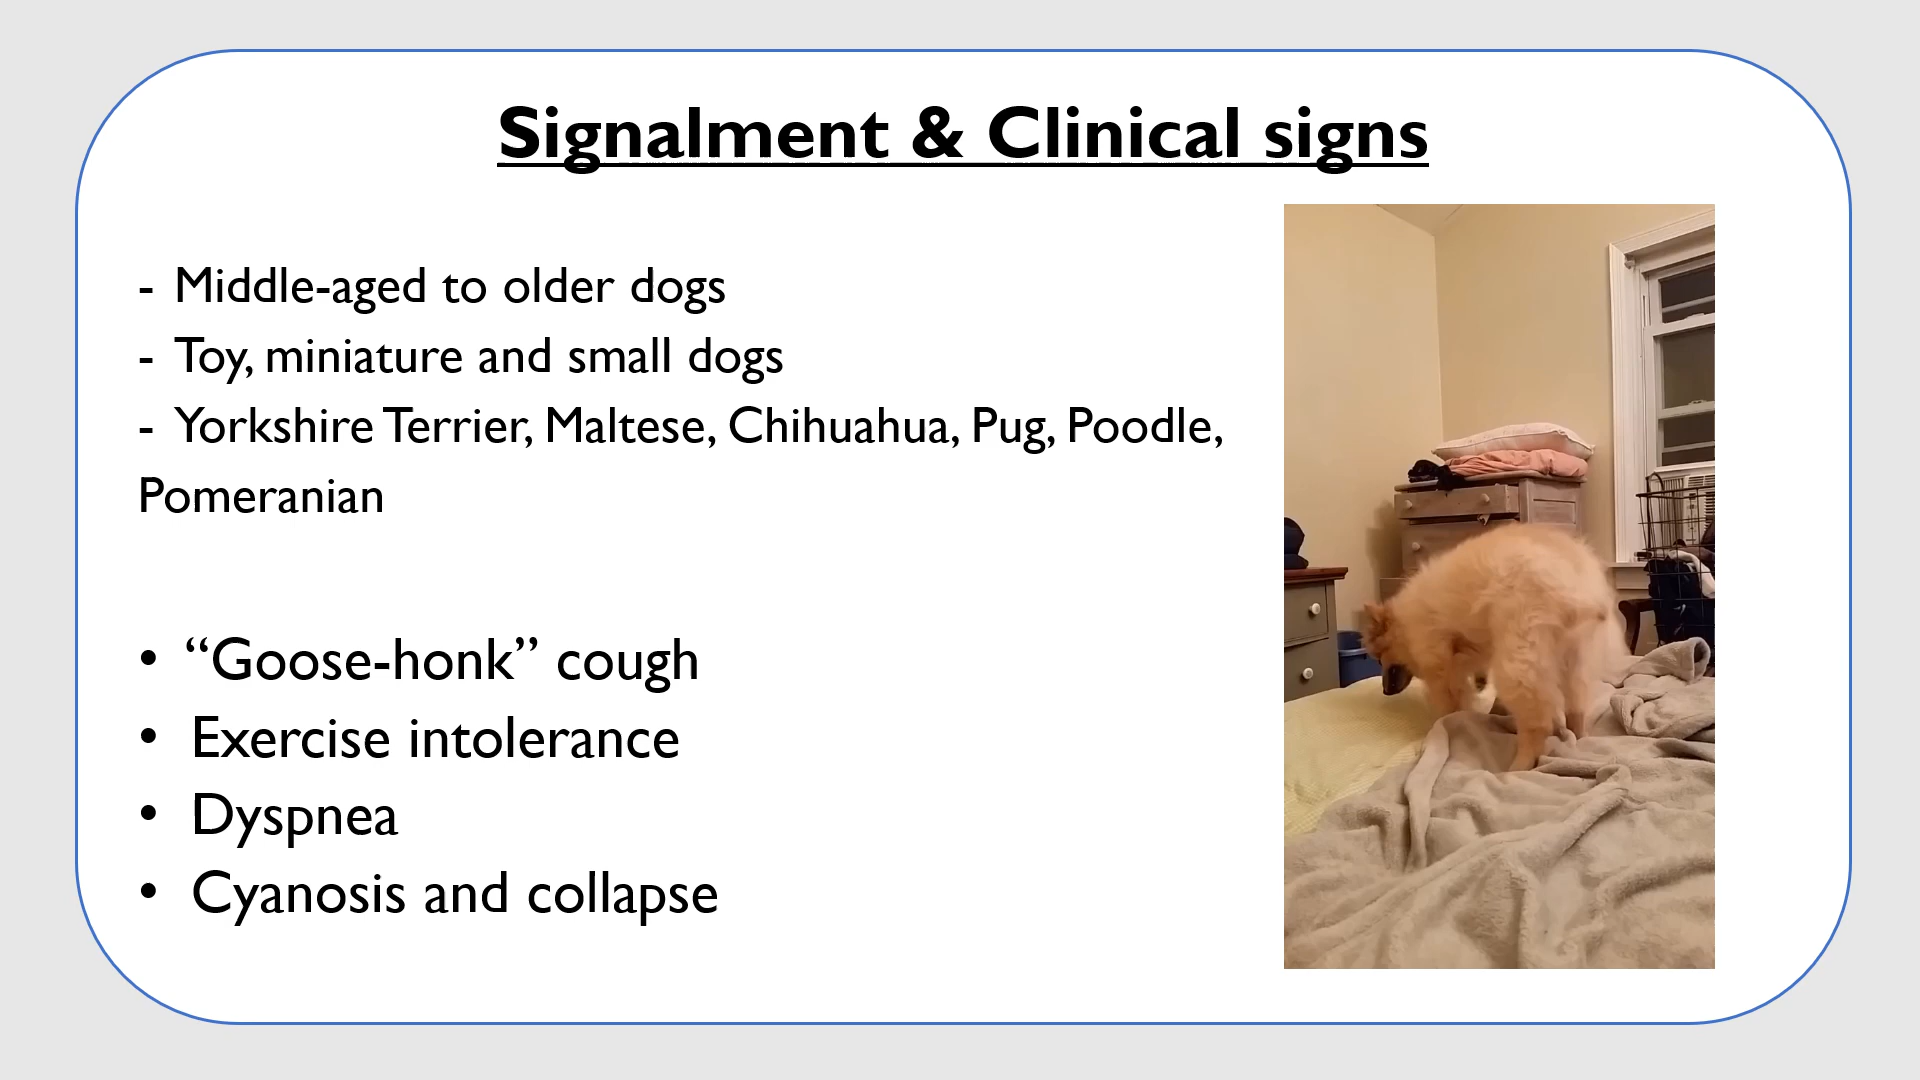 Signalment & Clinical signs
- Middle-aged to older dogs
- Toy, miniature and small dogs
- Yorkshire Terrier, Maltese, Chihuahua, Pug, Poodle,
Pomeranian
• “Goose-honk” cough
• Exercise intolerance
• Dyspnea
• Cyanosis and collapse